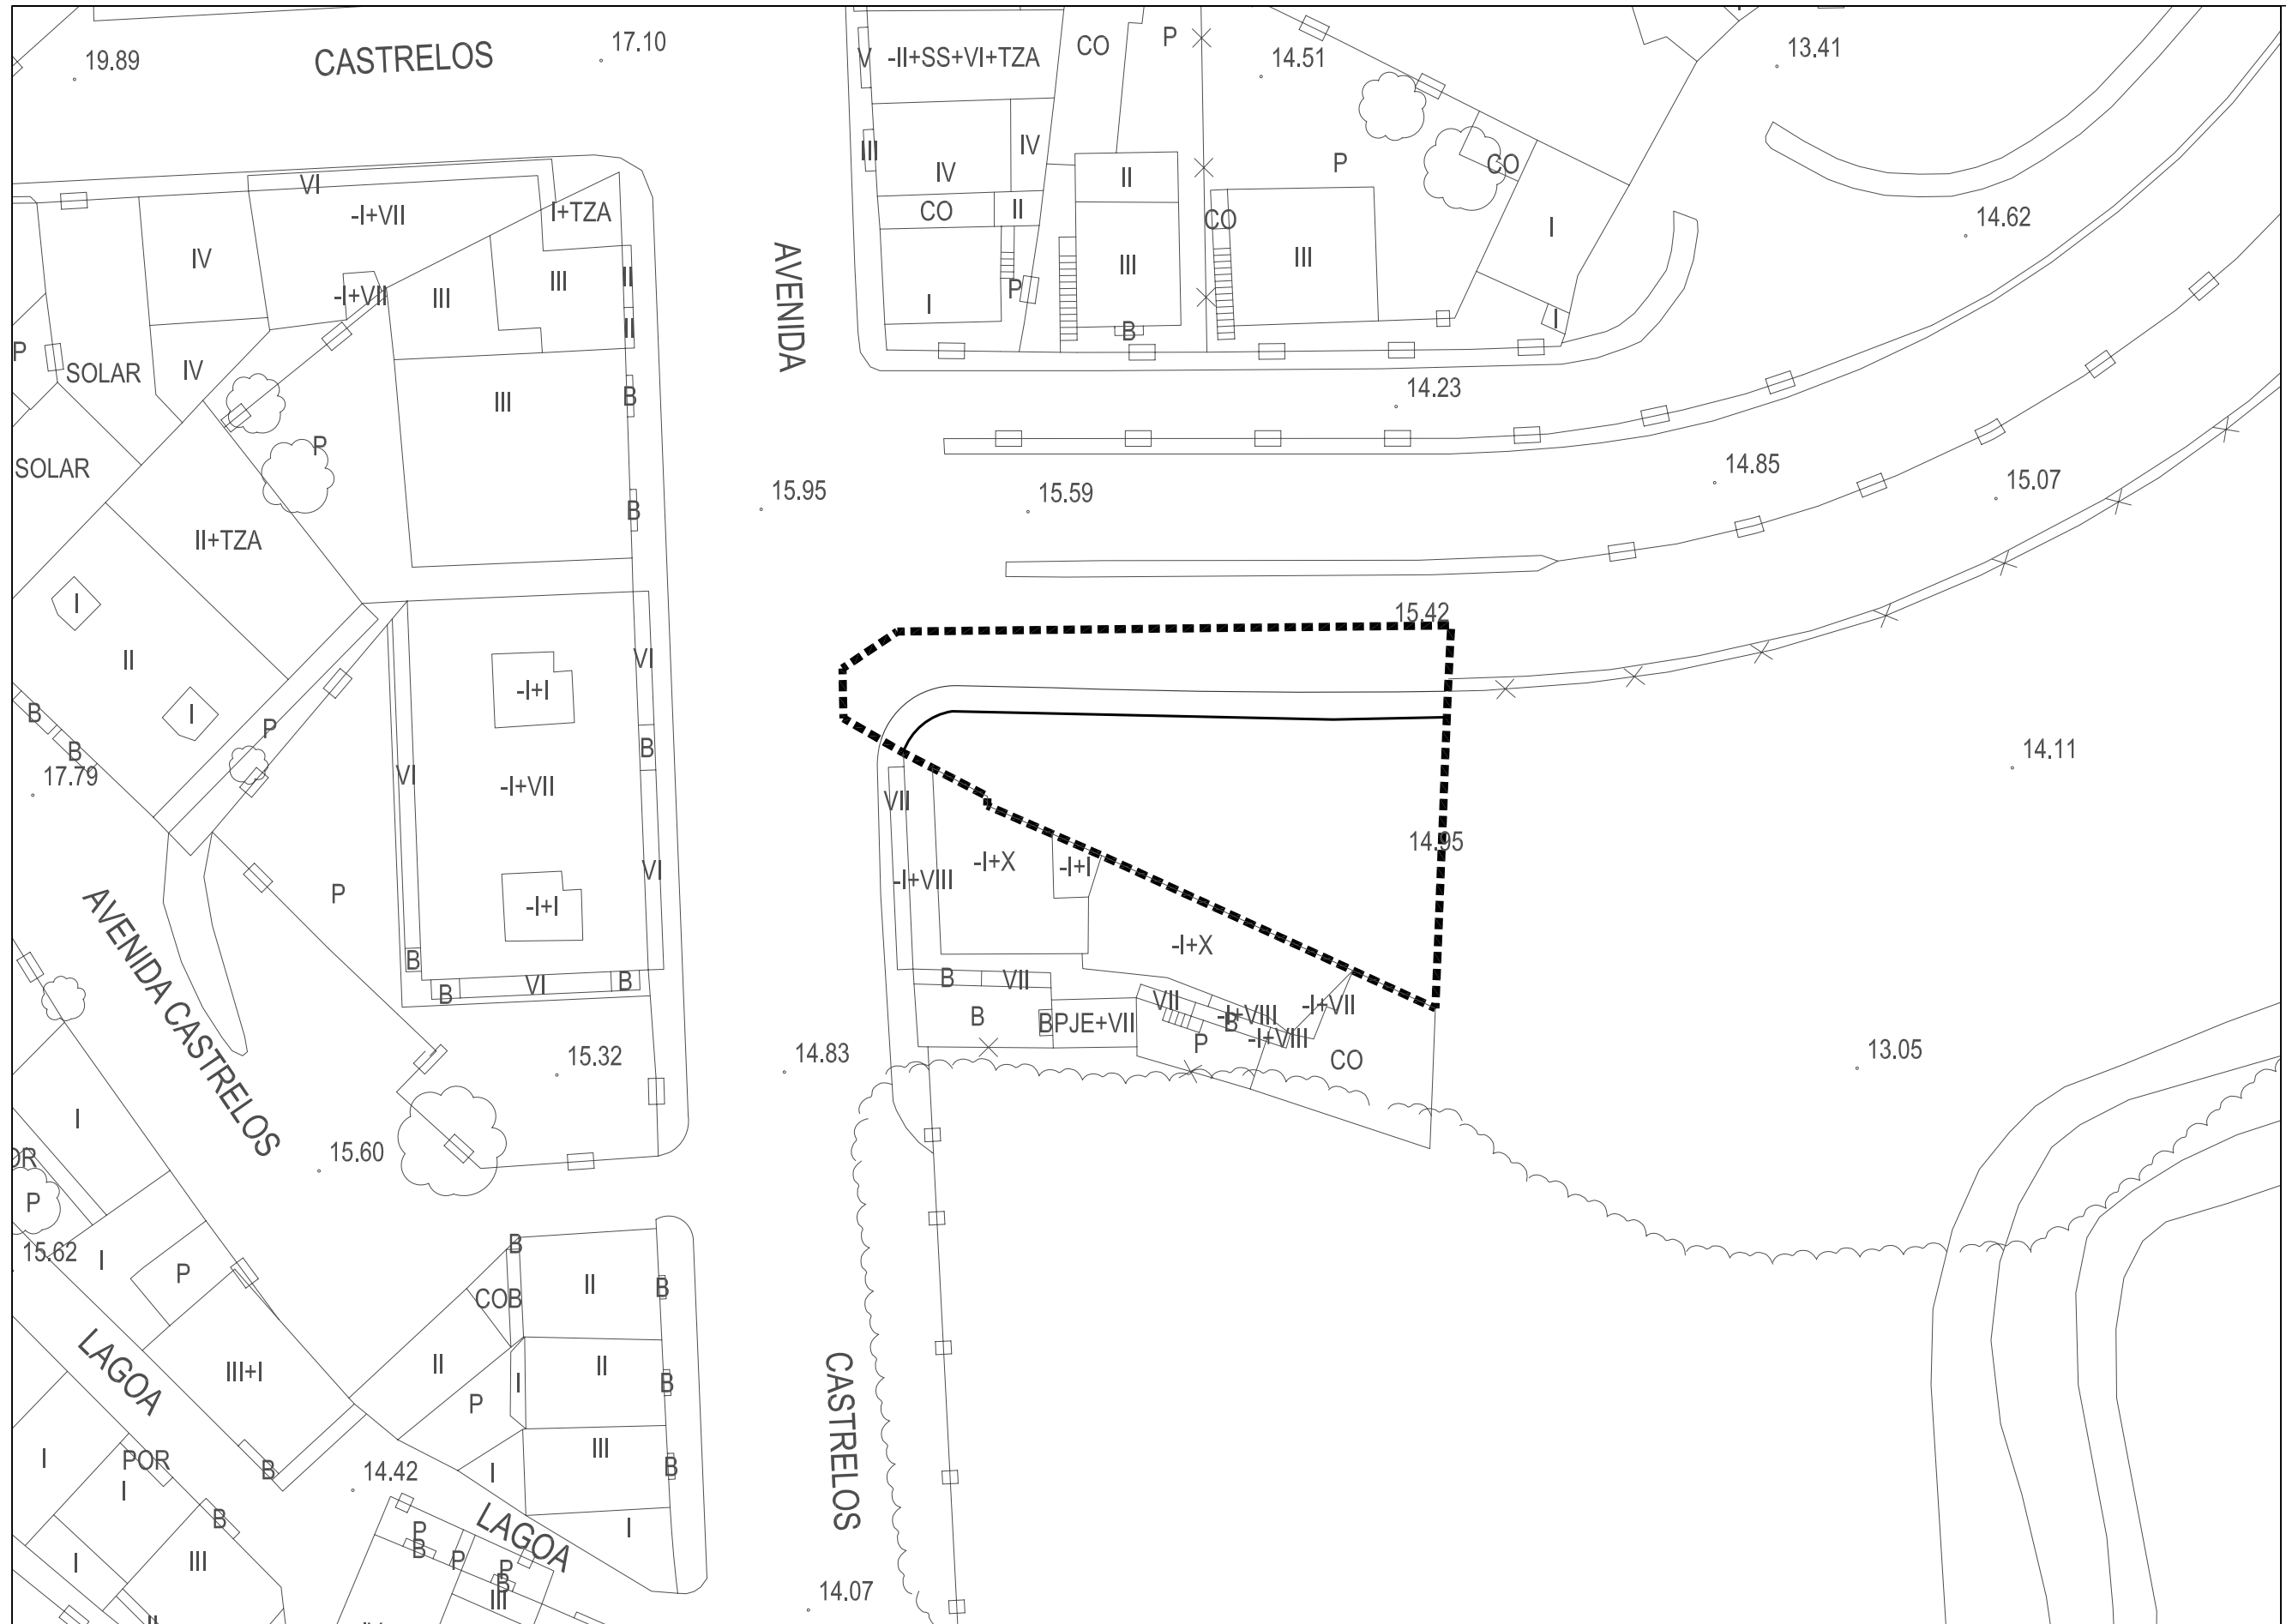 19.89
CASTRELOS
17.10
V
-II+SS+VI+TZA
CO
P
14.51
13.41
III
IV
IV
II
P
CO
VI
-I+VII
I+TZA
CO
II
CO
14.62
I
IV
-I+VII
III
III
II
II
AVENIDA
I
P
III
III
B
I
P
SOLAR
IV
III
B
14.23
P
SOLAR
B
15.95
15.59
14.85
15.07
II+TZA
I
II
I
15.42
VI
-I+I
B
B
P
B
17.79
VI
-I+VII
VI
14.11
VII
14.95
P
-I+I
-I+VIII
-I+X
-I+I
AVENIDA CASTRELOS
B
B
VI
B
-I+X
B
VII
VII
-I+VIII
-I+VII
B
B
PJE+VII
P
B
-I+VIII
CO
15.32
14.83
13.05
I
15.60
OR
P
15.62
I
P
B
II
B
COB
LAGOA
III+I
II
I
II
B
P
CASTRELOS
I
POR
I
B
14.42
I
III
B
B
LAGOA
I
I
III
P
B
P
P
B
III
14.07